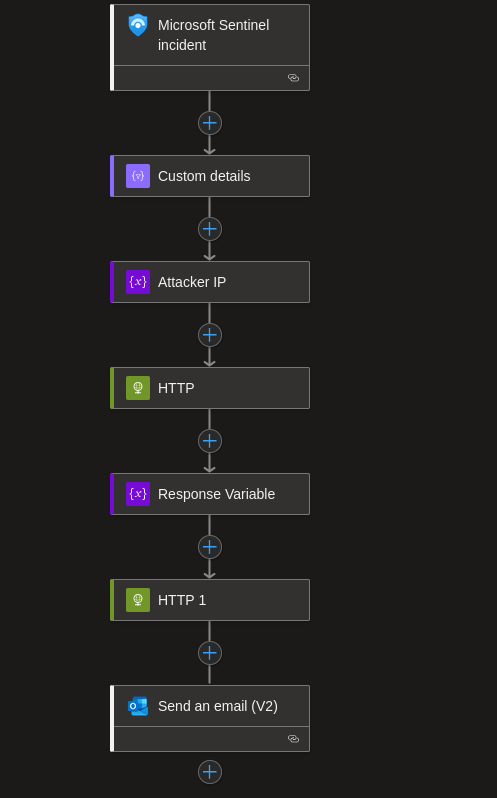 Microsoft Sentinel
incident
Custom details
{x} Attacker IP
HTTP
{x} Response Variable
HTTP 1
Send an email (V2)